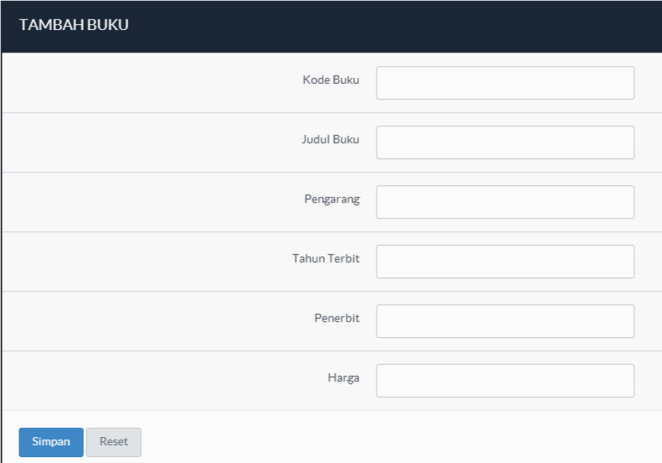 TAMBAH BUKU
Kode Buku
Judul Buku
Pengarang
Tahun Terbit
Penerbit
Harga
Simpan Reset